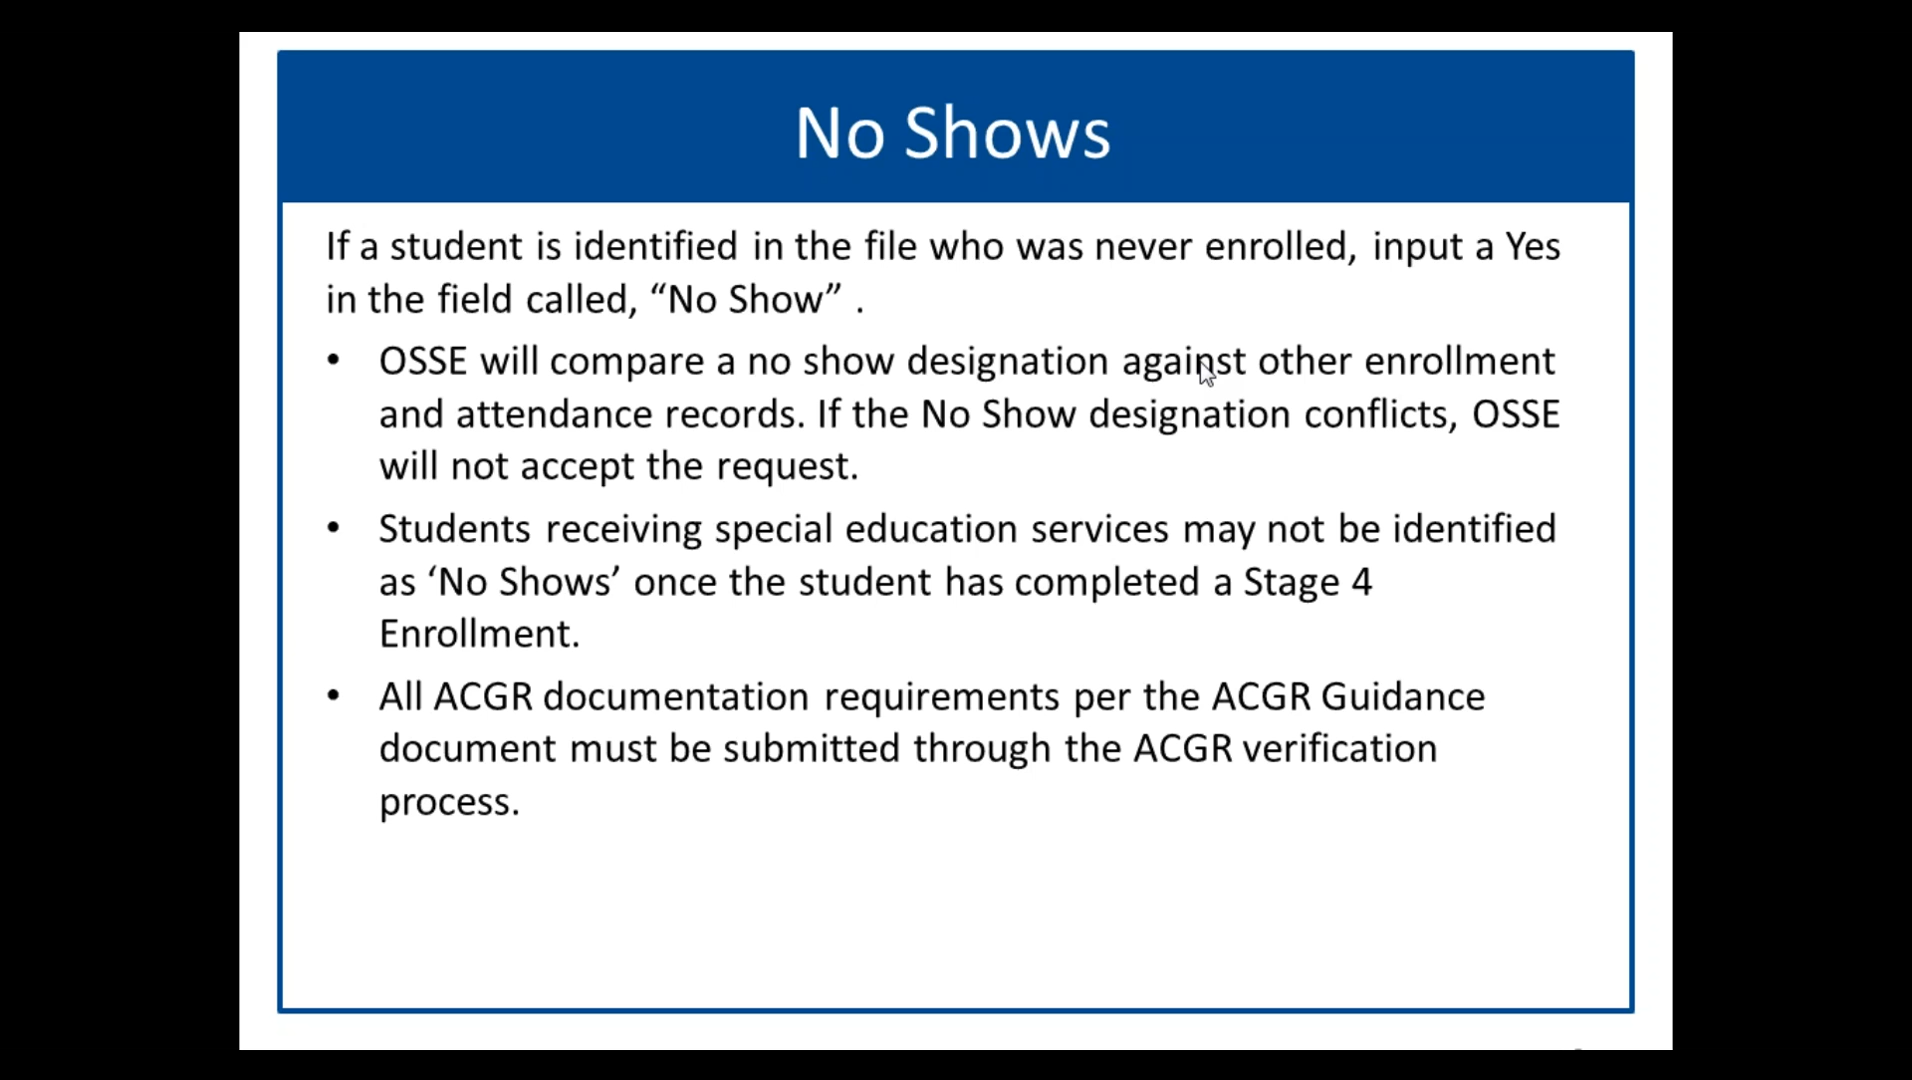 No Shows
If a student is identified in the file who was never enrolled, input a Yes
in the field called, “No Show” .
• OSSE will compare a no show designation against other enrollment
and attendance records. If the No Show designation conflicts, OSSE
will not accept the request.
• Students receiving special education services may not be identified
as ‘No Shows’ once the student has completed a Stage 4
Enrollment.
• All ACGR documentation requirements per the ACGR Guidance
document must be submitted through the ACGR verification
process.